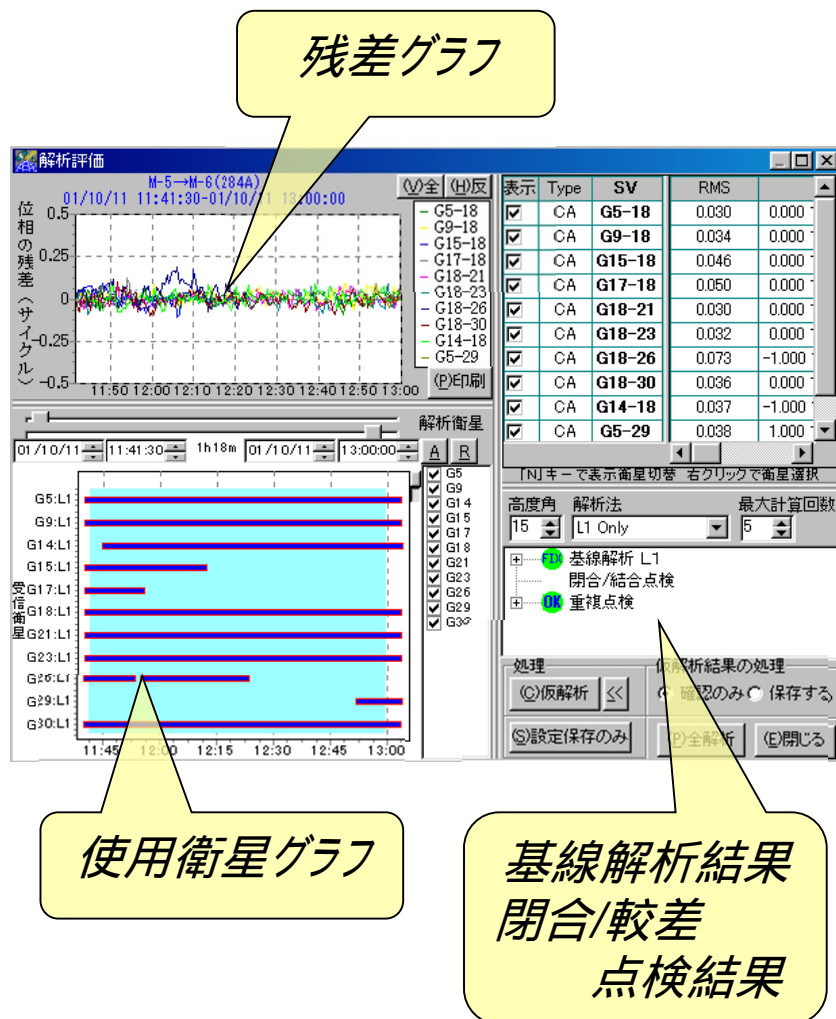 残差グラフ
解析評価
M-5→M-6(284A)
01/10/11 11:41:30-01/10/11 13:00:00
(V)全 (H)反
位相の残差(サイクル)
0.5
0.25
0
-0.25
-0.5
11:50 12:00 12:10 12:20 12:30 12:40 12:50 13:00
G5-18
G9-18
G15-18
G17-18
G18-21
G18-23
G18-26
G18-30
G14-18
G5-29
(P)印刷
表示 Type SV RMS
CA G5-18 0.030 0.000
CA G9-18 0.034 0.000
CA G15-18 0.046 0.000
CA G17-18 0.050 0.000
CA G18-21 0.030 0.000
CA G18-23 0.032 0.000
CA G18-26 0.073 -1.000
CA G18-30 0.036 0.000
CA G14-18 0.037 -1.000
CA G5-29 0.038 1.000
「N」キーで表示衛星切替 右クリックで衛星選択
解析衛星
01/10/11 11:41:30 1h18m 01/10/11 13:00:00
A R
G5
G9
G14
G15
G17
G18
G21
G23
G26
G29
G30
受信衛星
G5:L1
G9:L1
G14:L1
G15:L1
G17:L1
G18:L1
G21:L1
G23:L1
G26:L1
G29:L1
G30:L1
11:45 12:00 12:15 12:30 12:45 13:00
高度角 解析法 最大計算回数
15 L1 Only 5
FIX 基線解析 L1
閉合/結合点検
OK 重複点検
処理
(C)仮解析 <<
(S)設定保存のみ
仮解析結果の処理
確認のみ 保存する
(P)全解析 (E)閉じる
使用衛星グラフ
基線解析結果
閉合/較差
点検結果